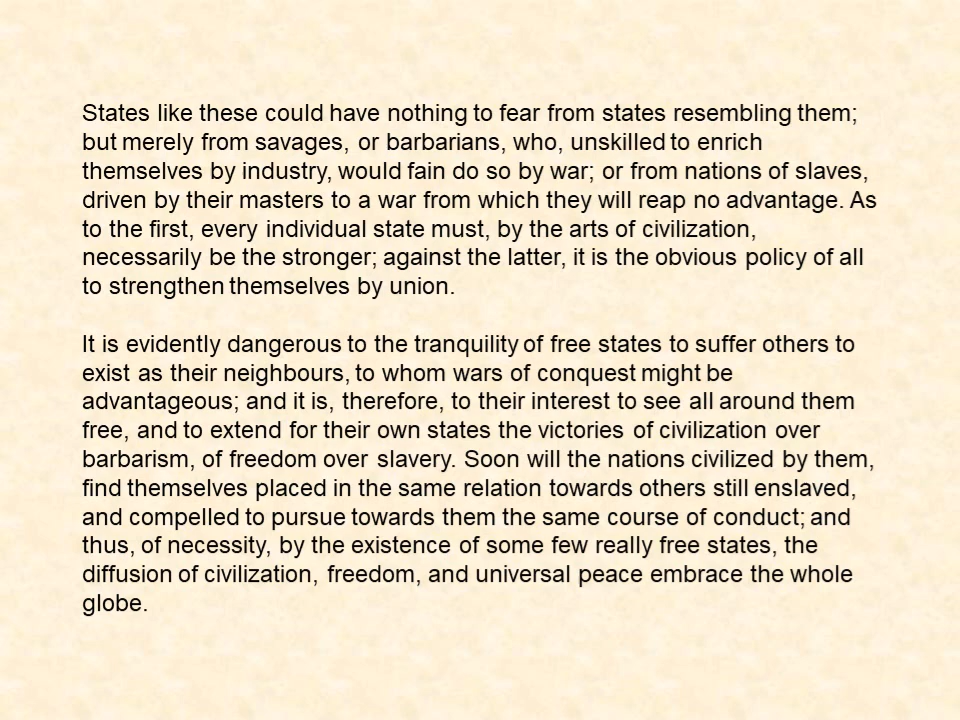 States like these could have nothing to fear from states resembling them;
but merely from savages, or barbarians, who, unskilled to enrich
themselves by industry, would fain do so by war; or from nations of slaves,
driven by their masters to a war from which they will reap no advantage. As
to the first, every individual state must, by the arts of civilization,
necessarily be the stronger; against the latter, it is the obvious policy of all
to strengthen themselves by union.

It is evidently dangerous to the tranquility of free states to suffer others to
exist as their neighbours, to whom wars of conquest might be
advantageous; and it is, therefore, to their interest to see all around them
free, and to extend for their own states the victories of civilization over
barbarism, of freedom over slavery. Soon will the nations civilized by them,
find themselves placed in the same relation towards others still enslaved,
and compelled to pursue towards them the same course of conduct; and
thus, of necessity, by the existence of some few really free states, the
diffusion of civilization, freedom, and universal peace embrace the whole
globe.